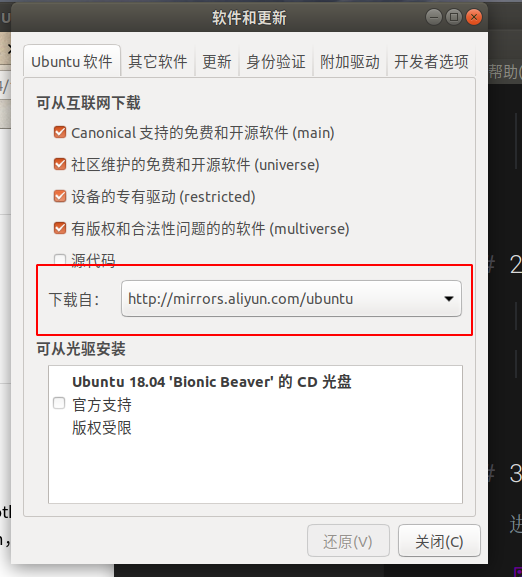 软件和更新
Ubuntu 软件 其它软件 更新 身份验证 附加驱动 开发者选项
帮助(
可从互联网下载
Canonical 支持的免费和开源软件 (main)
社区维护的免费和开源软件 (universe)
设备的专有驱动 (restricted)
有版权和合法性问题的的软件 (multiverse)
源代码
# 2
下载自： http://mirrors.aliyun.com/ubuntu
可从光驱安装
Ubuntu 18.04 'Bionic Beaver' 的 CD 光盘
官方支持
版权受限
# 3
还原(V) 关闭(C)